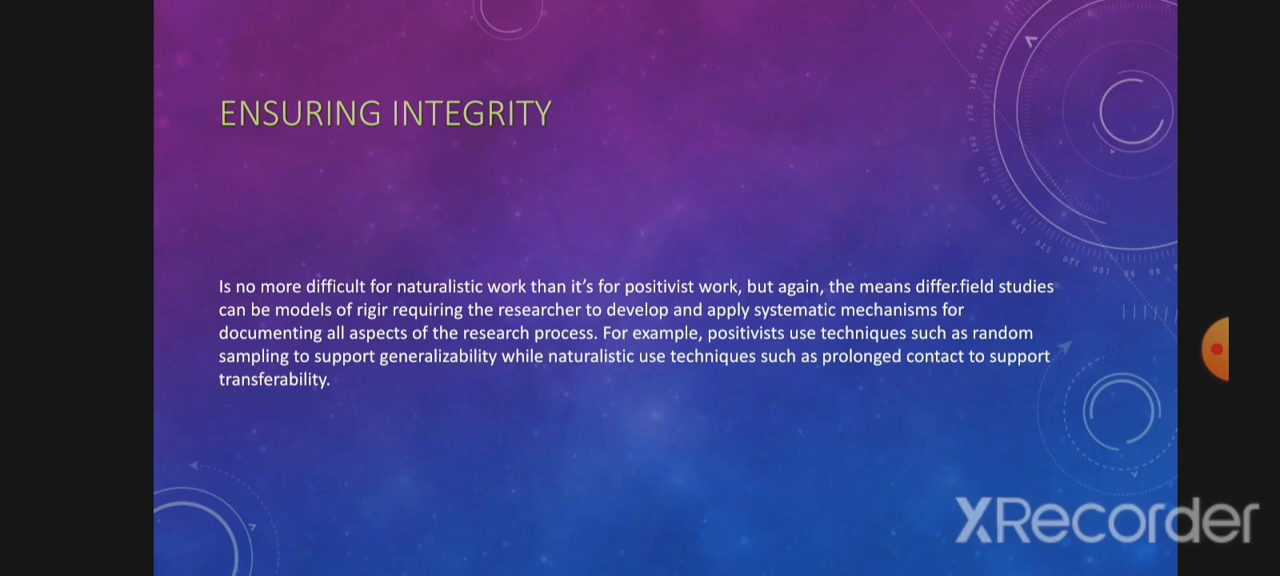 ENSURING INTEGRITY
Is no more difficult for naturalistic work than it’s for positivist work, but again, the means differ.field studies
can be models of rigir requiring the researcher to develop and apply systematic mechanisms for
documenting all aspects of the research process. For example, positivists use techniques such as random
sampling to support generalizability while naturalistic use techniques such as prolonged contact to support
transferability.
XRecorder